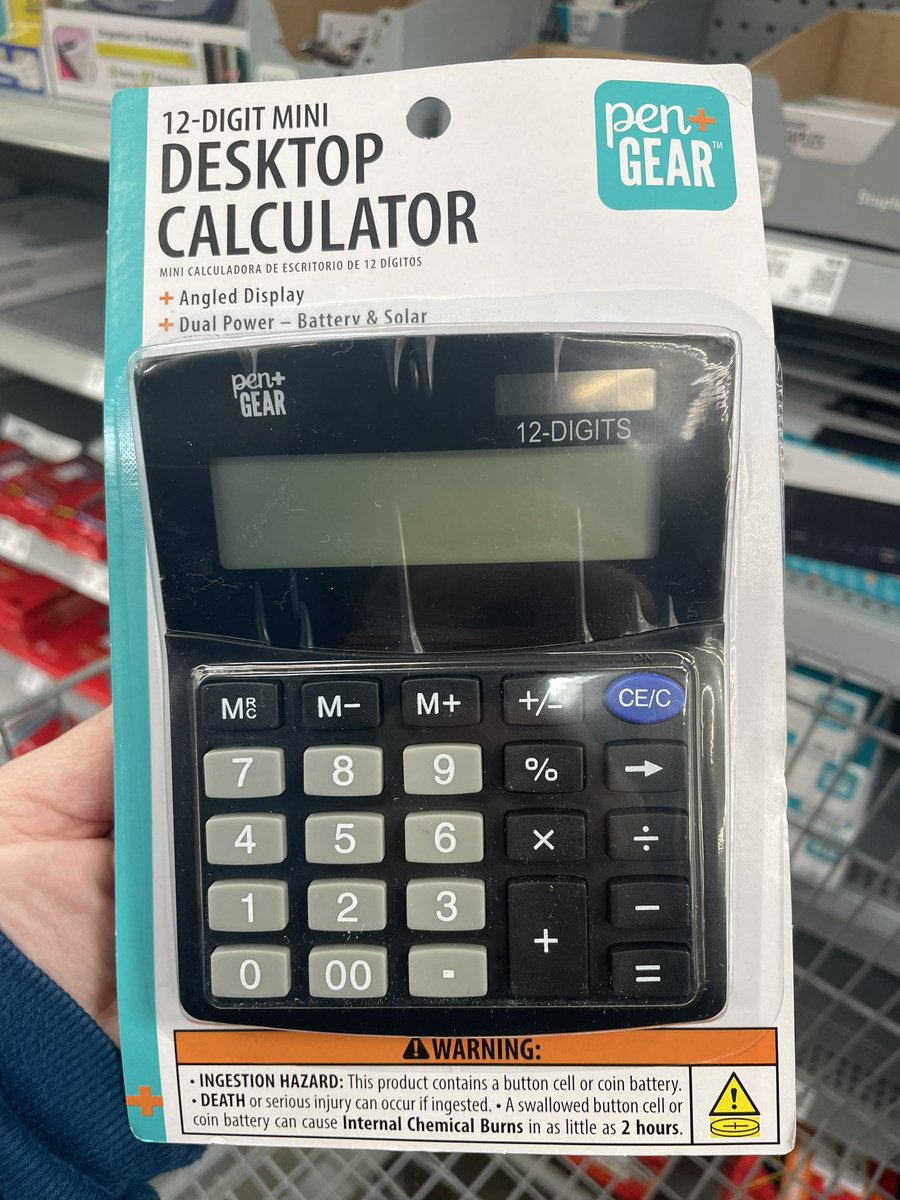 12-DIGIT MINI
DESKTOP
CALCULATOR
MINI CALCULADORA DE ESCRITORIO DE 12 DÍGITOS
+ Angled Display
+ Dual Power – Battery & Solar
pen+
GEAR™
pen+
GEAR
12-DIGITS
ON
MRC M− M+ +/− CE/C
7 8 9 % →
4 5 6 × ÷
1 2 3 + −
0 00 . =
WARNING:
• INGESTION HAZARD: This product contains a button cell or coin battery.
• DEATH or serious injury can occur if ingested. • A swallowed button cell or
coin battery can cause Internal Chemical Burns in as little as 2 hours.